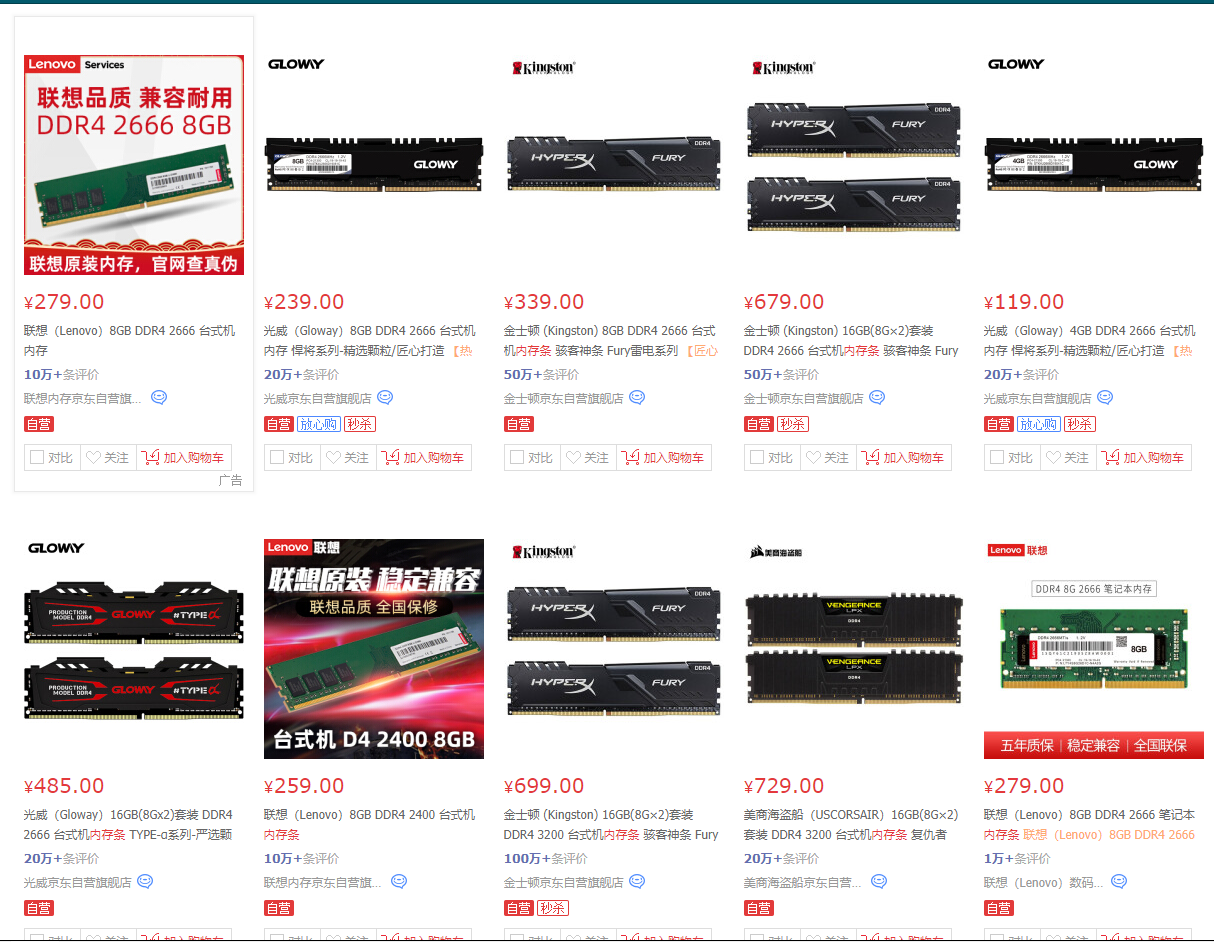 Lenovo Services
联想品质 兼容耐用
DDR4 2666 8GB
联想原装内存，官网查真伪
¥279.00
联想（Lenovo）8GB DDR4 2666 台式机
内存
10万+条评价
联想内存京东自营旗...
自营
对比 关注 加入购物车
广告
GLOWAY
8GB
GLOWAY
¥239.00
光威（Gloway）8GB DDR4 2666 台式机
内存 悍将系列-精选颗粒/匠心打造 【热
20万+条评价
光威京东自营旗舰店
自营 放心购 秒杀
对比 关注 加入购物车
Kingston
TECHNOLOGY
DDR4
HYPERX FURY
¥339.00
金士顿 (Kingston) 8GB DDR4 2666 台式
机内存条 骇客神条 Fury雷电系列 【匠心
50万+条评价
金士顿京东自营旗舰店
自营
对比 关注 加入购物车
Kingston
TECHNOLOGY
DDR4
HYPERX FURY
DDR4
HYPERX FURY
¥679.00
金士顿 (Kingston) 16GB(8G×2)套装
DDR4 2666 台式机内存条 骇客神条 Fury
50万+条评价
金士顿京东自营旗舰店
自营 秒杀
对比 关注 加入购物车
GLOWAY
4GB
GLOWAY
¥119.00
光威（Gloway）4GB DDR4 2666 台式机
内存 悍将系列-精选颗粒/匠心打造 【热
20万+条评价
光威京东自营旗舰店
自营 放心购 秒杀
对比 关注 加入购物车
GLOWAY
PRODUCTION
MODEL DDR4 GLOWAY #TYPEα
PRODUCTION
MODEL DDR4 GLOWAY #TYPEα
¥485.00
光威（Gloway）16GB(8Gx2)套装 DDR4
2666 台式机内存条 TYPE-α系列-严选颗
20万+条评价
光威京东自营旗舰店
自营
对比 关注 加入购物车
Lenovo 联想
联想原装 稳定兼容
联想品质 全国保修
台式机 D4 2400 8GB
¥259.00
联想（Lenovo）8GB DDR4 2400 台式机
内存条
10万+条评价
联想内存京东自营旗...
自营
对比 关注 加入购物车
Kingston
TECHNOLOGY
DDR4
HYPERX FURY
DDR4
HYPERX FURY
¥699.00
金士顿 (Kingston) 16GB(8G×2)套装
DDR4 3200 台式机内存条 骇客神条 Fury
100万+条评价
金士顿京东自营旗舰店
自营 秒杀
对比 关注 加入购物车
美商海盗船
VENGEANCE
LPX
DDR4
VENGEANCE
LPX
DDR4
¥729.00
美商海盗船（USCORSAIR）16GB(8G×2)
套装 DDR4 3200 台式机内存条 复仇者
20万+条评价
美商海盗船京东自营...
自营
对比 关注 加入购物车
Lenovo 联想
DDR4 8G 2666 笔记本内存
8GB
五年质保 | 稳定兼容 | 全国联保
¥279.00
联想（Lenovo）8GB DDR4 2666 笔记本
内存条 联想（Lenovo）8GB DDR4 2666
1万+条评价
联想（Lenovo）数码...
自营
对比 关注 加入购物车